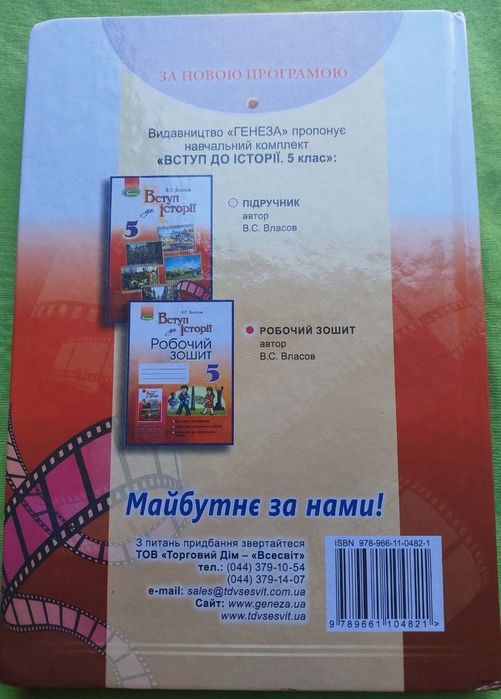 ЗА НОВОЮ ПРОГРАМОЮ
Видавництво «ГЕНЕЗА» пропонує
навчальний комплект
«ВСТУП ДО ІСТОРІЇ. 5 клас»:
В.С. Власов
Вступ
до історії
5
ПІДРУЧНИК
автор
В.С. Власов
В.С. Власов
Вступ
до історії
РОБОЧИЙ
ЗОШИТ
5
РОБОЧИЙ ЗОШИТ
автор
В.С. Власов
Майбутнє за нами!
З питань придбання звертайтеся
ТОВ «Торговий Дім – «Всесвіт»
тел.: (044) 379-10-54
(044) 379-14-07
e-mail: sales@tdvsesvit.com
Сайт: www.geneza.ua
www.tdvsesvit.com
ISBN 978-966-11-0482-1
9 789661 104821 >